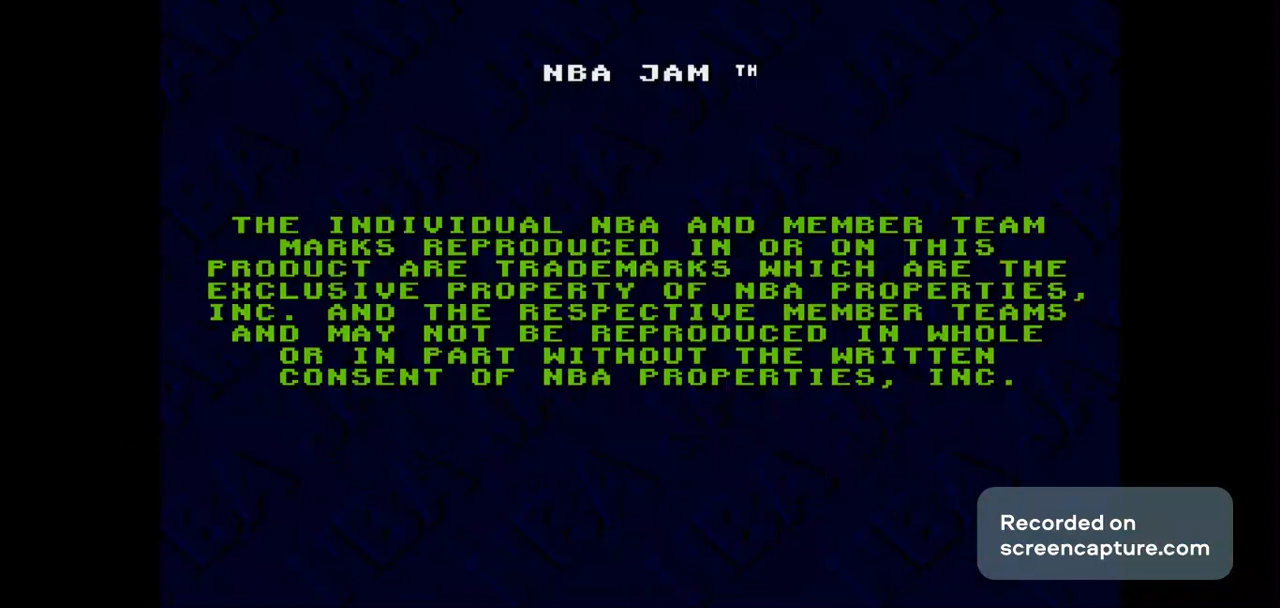 NBA JAM ™
THE INDIVIDUAL NBA AND MEMBER TEAM
MARKS REPRODUCED IN OR ON THIS
PRODUCT ARE TRADEMARKS WHICH ARE THE
EXCLUSIVE PROPERTY OF NBA PROPERTIES,
INC. AND THE RESPECTIVE MEMBER TEAMS
AND MAY NOT BE REPRODUCED IN WHOLE
OR IN PART WITHOUT THE WRITTEN
CONSENT OF NBA PROPERTIES, INC.
Recorded on
screencapture.com